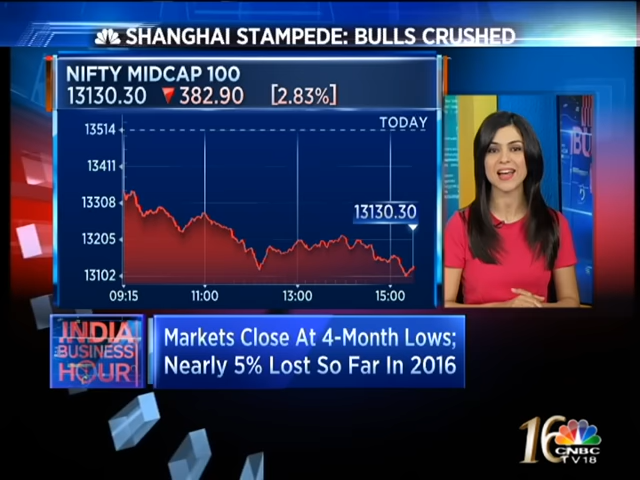 SHANGHAI STAMPEDE: BULLS CRUSHED
NIFTY MIDCAP 100
13130.30 ▼382.90 [2.83%]
TODAY
13514
13411
13308
13205
13102
13130.30
09:15 11:00 13:00 15:00
INDIA
BUSINESS
HOUR
Markets Close At 4-Month Lows;
Nearly 5% Lost So Far In 2016
16
CNBC
TV18